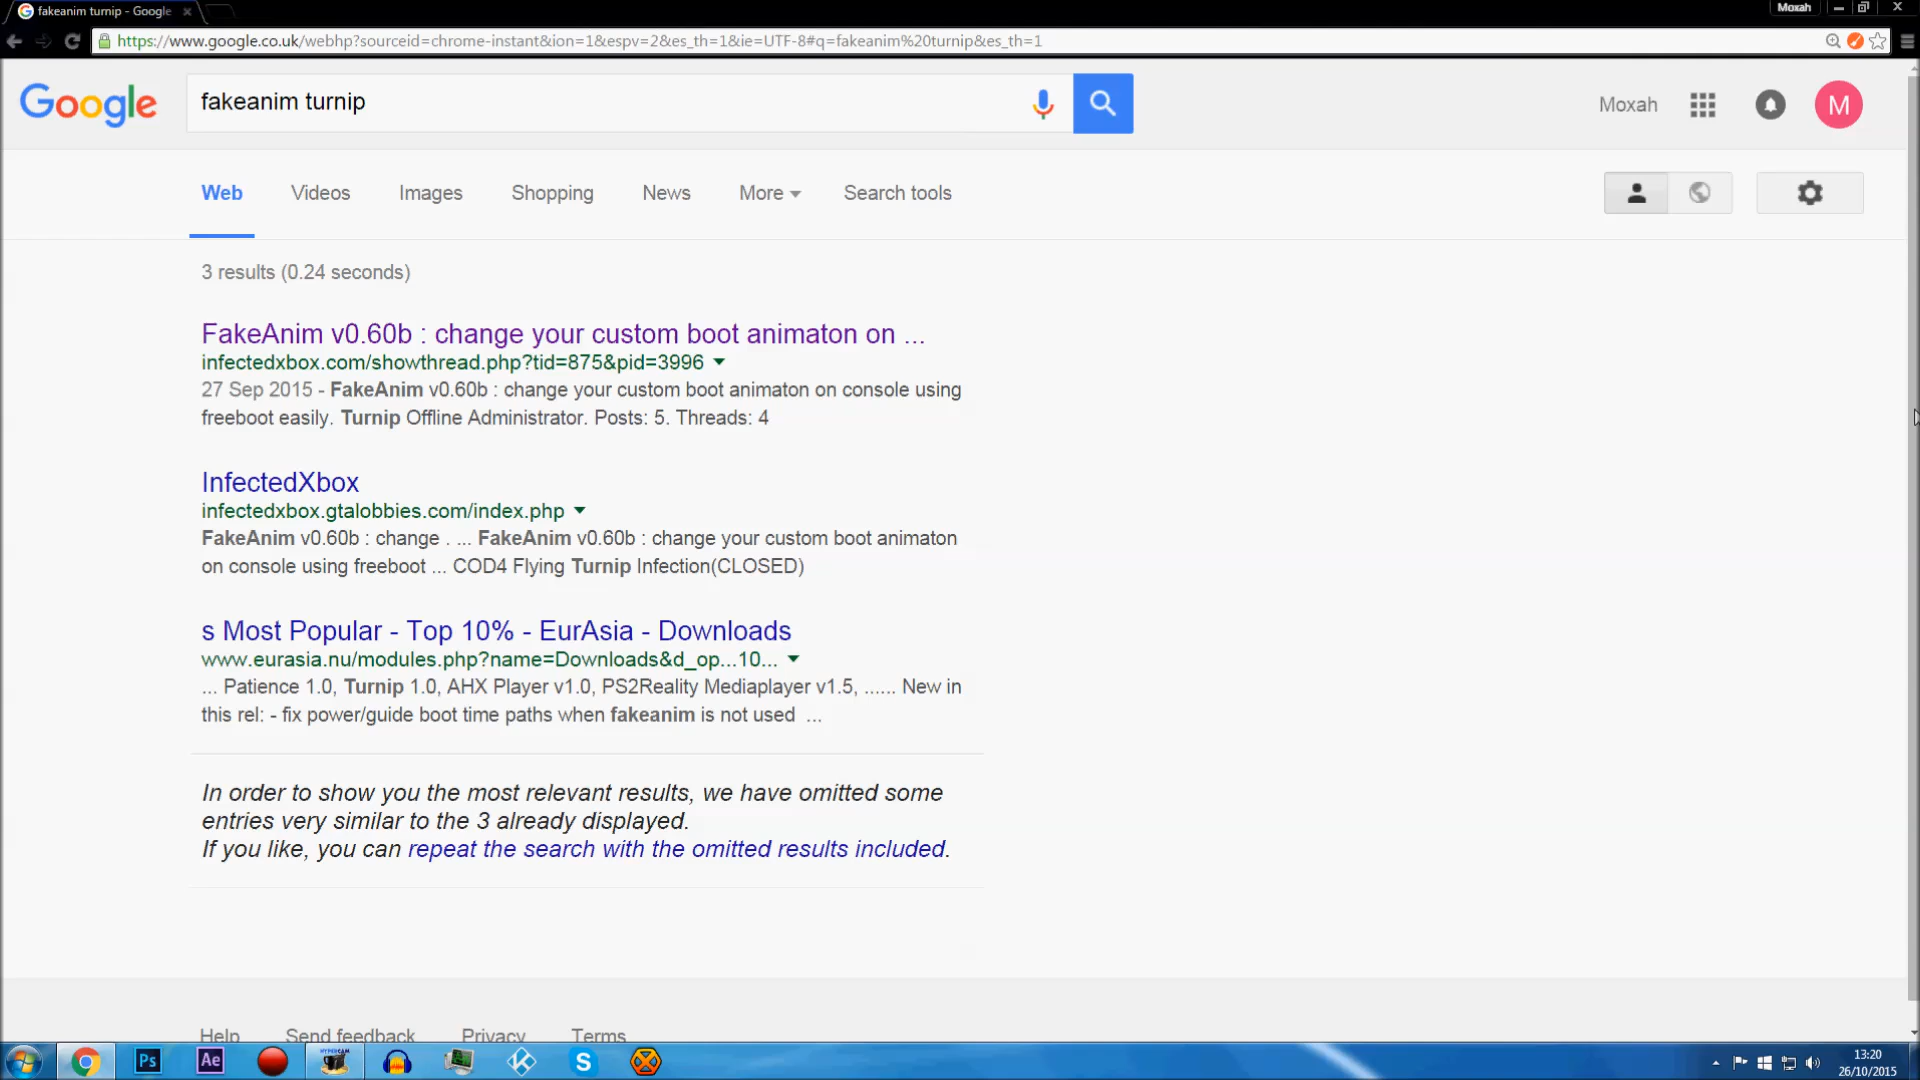 fakeanim turnip - Google
Moxah
https://www.google.co.uk/webhp?sourceid=chrome-instant&ion=1&espv=2&es_th=1&ie=UTF-8#q=fakeanim%20turnip&es_th=1
Google
fakeanim turnip
Moxah
M
Web
Videos
Images
Shopping
News
More
Search tools
3 results (0.24 seconds)
FakeAnim v0.60b : change your custom boot animaton on ...
infectedxbox.com/showthread.php?tid=875&pid=3996
27 Sep 2015 - FakeAnim v0.60b : change your custom boot animaton on console using
freeboot easily. Turnip Offline Administrator. Posts: 5. Threads: 4
InfectedXbox
infectedxbox.gtalobbies.com/index.php
FakeAnim v0.60b : change . ... FakeAnim v0.60b : change your custom boot animaton
on console using freeboot ... COD4 Flying Turnip Infection(CLOSED)
s Most Popular - Top 10% - EurAsia - Downloads
www.eurasia.nu/modules.php?name=Downloads&d_op...10...
... Patience 1.0, Turnip 1.0, AHX Player v1.0, PS2Reality Mediaplayer v1.5, ...... New in
this rel: - fix power/guide boot time paths when fakeanim is not used ...
In order to show you the most relevant results, we have omitted some
entries very similar to the 3 already displayed.
If you like, you can repeat the search with the omitted results included.
Help
Send feedback
Privacy
Terms
Ps
Ae
HYPERCAM
S
13:20
26/10/2015